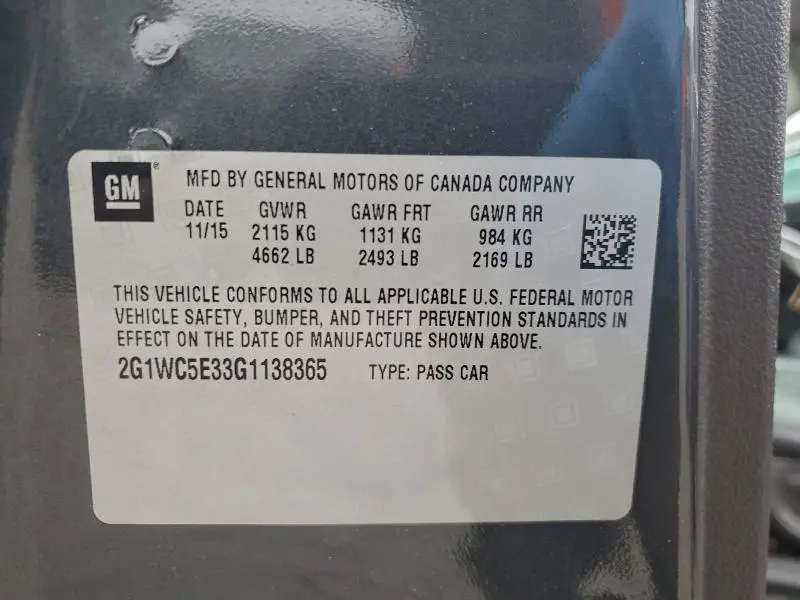 GM
MFD BY GENERAL MOTORS OF CANADA COMPANY
DATE GVWR GAWR FRT GAWR RR
11/15 2115 KG 1131 KG 984 KG
4662 LB 2493 LB 2169 LB
THIS VEHICLE CONFORMS TO ALL APPLICABLE U.S. FEDERAL MOTOR
VEHICLE SAFETY, BUMPER, AND THEFT PREVENTION STANDARDS IN
EFFECT ON THE DATE OF MANUFACTURE SHOWN ABOVE.
2G1WC5E33G1138365 TYPE: PASS CAR